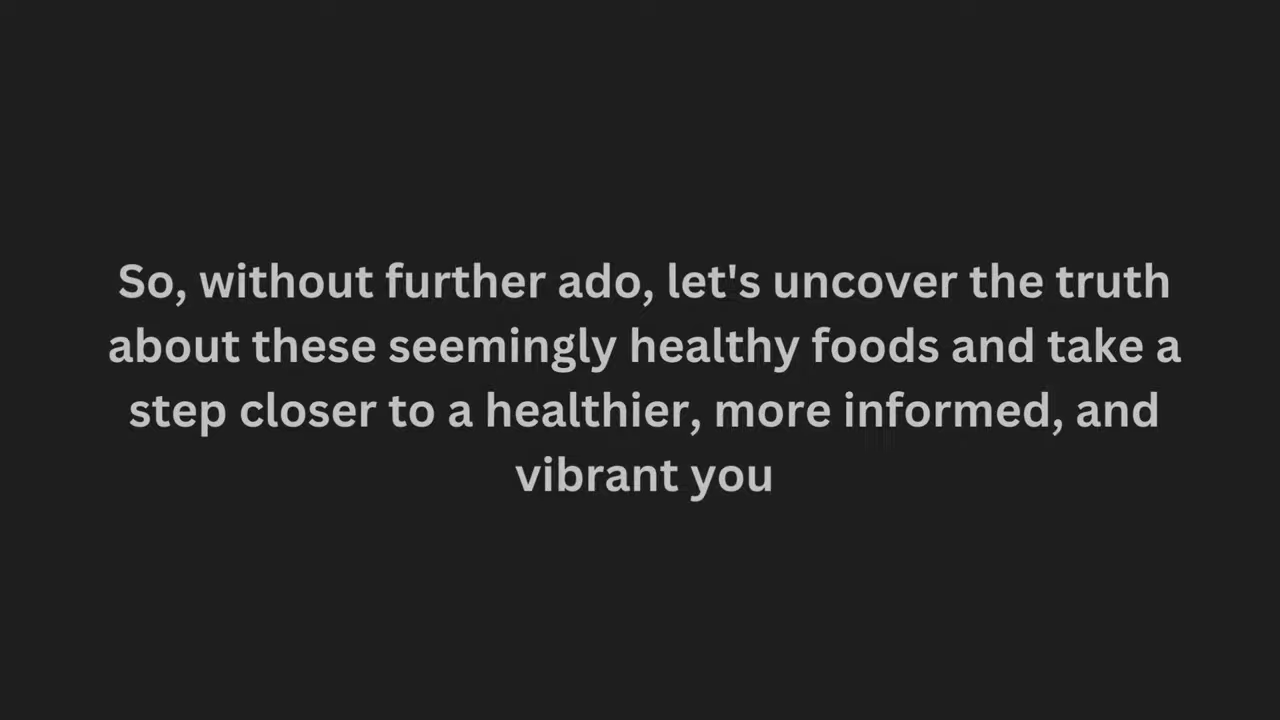 So, without further ado, let's uncover the truth
about these seemingly healthy foods and take a
step closer to a healthier, more informed, and
vibrant you